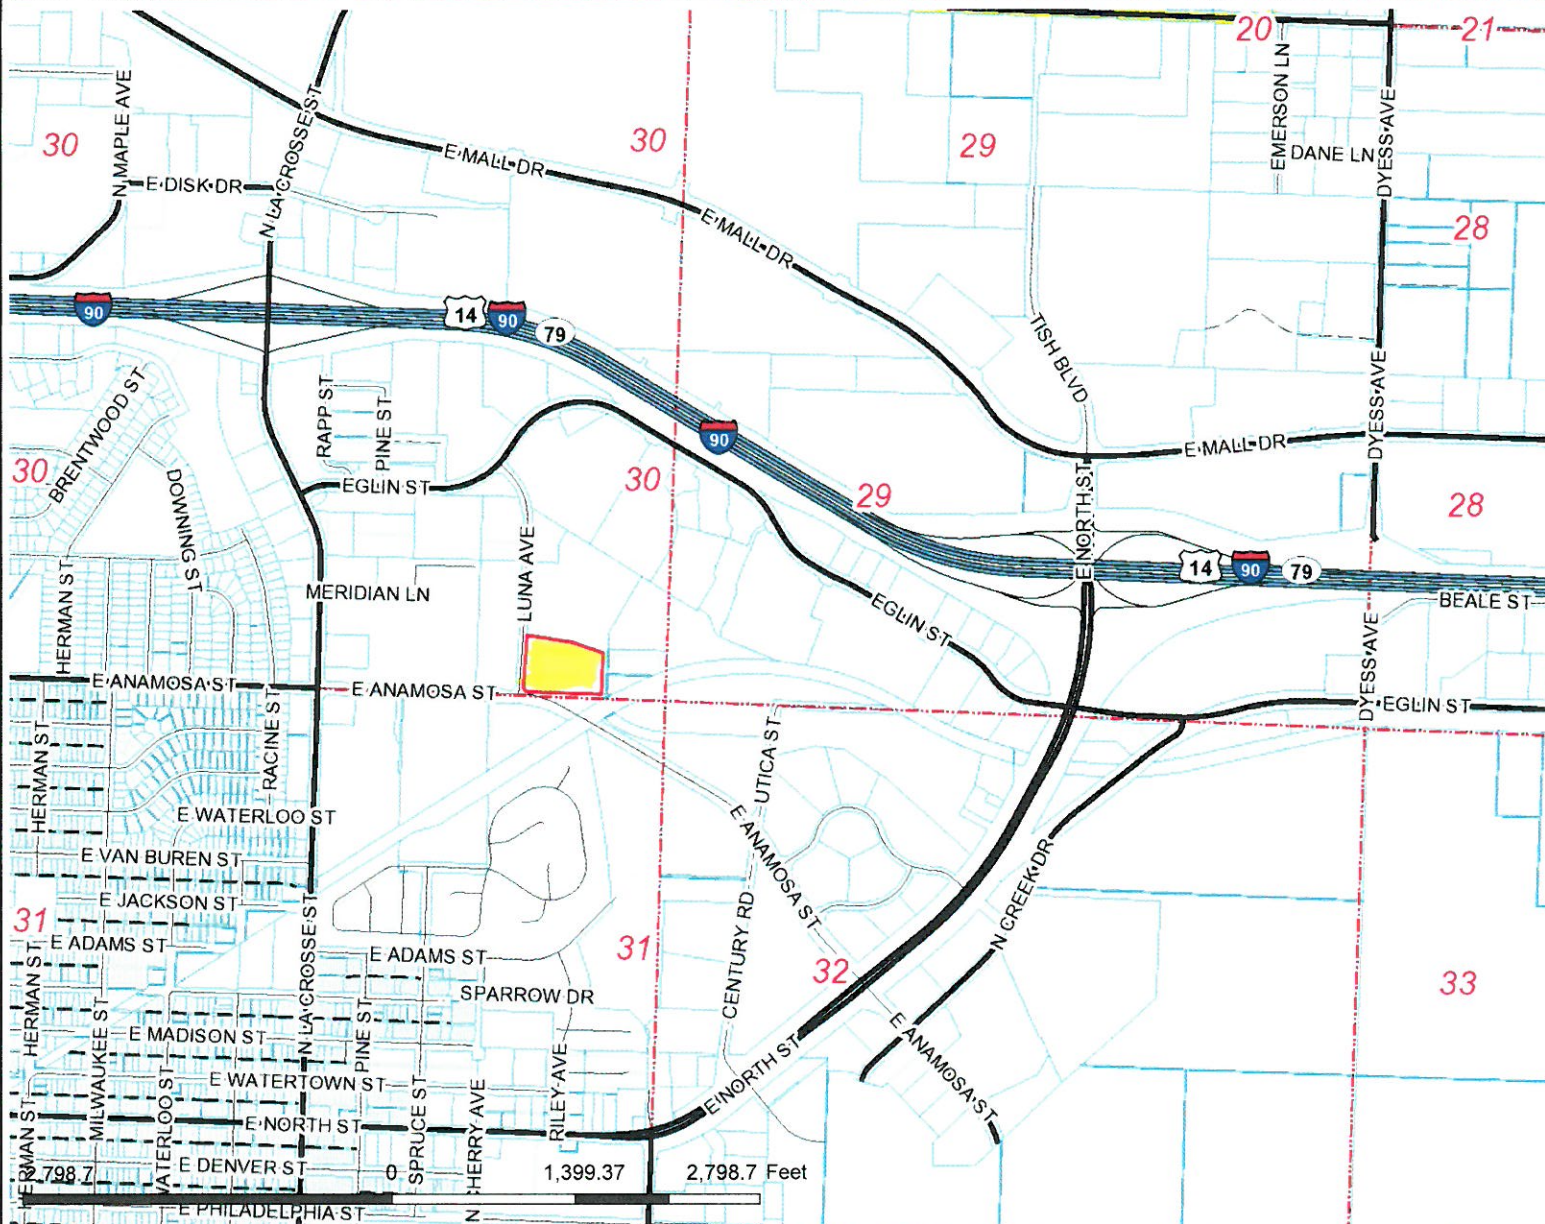 20
21
N MAPLE AVE
N LA CROSSE ST
EMERSON LN
DYESS AVE
30
30
29
E MALL DR
DANE LN
E DISK DR
E MALL DR
28
90
14
90
79
TISH BLVD
BRENTWOOD ST
RAPP ST
PINE ST
DYESS AVE
90
E MALL DR
30
DOWNING ST
EGLIN ST
30
29
E NORTH ST
28
LUNA AVE
HERMAN ST
MERIDIAN LN
14
90
79
EGLIN ST
BEALE ST
DYESS AVE
E ANAMOSA ST
E ANAMOSA ST
EGLIN ST
RACINE ST
HERMAN ST
UTICA ST
E WATERLOO ST
E ANAMOSA ST
E VAN BUREN ST
E JACKSON ST
N CREEK DR
31
N LA CROSSE ST
CENTURY RD
E ADAMS ST
E ADAMS ST
31
32
33
SPARROW DR
HERMAN ST
MILWAUKEE ST
PINE ST
E MADISON ST
E ANAMOSA ST
E NORTH ST
E WATERTOWN ST
WATERLOO ST
SPRUCE ST
N CHERRY AVE
RILEY AVE
E NORTH ST
HERMAN ST
E DENVER ST
2,798.7
0
1,399.37
2,798.7 Feet
E PHILADELPHIA ST